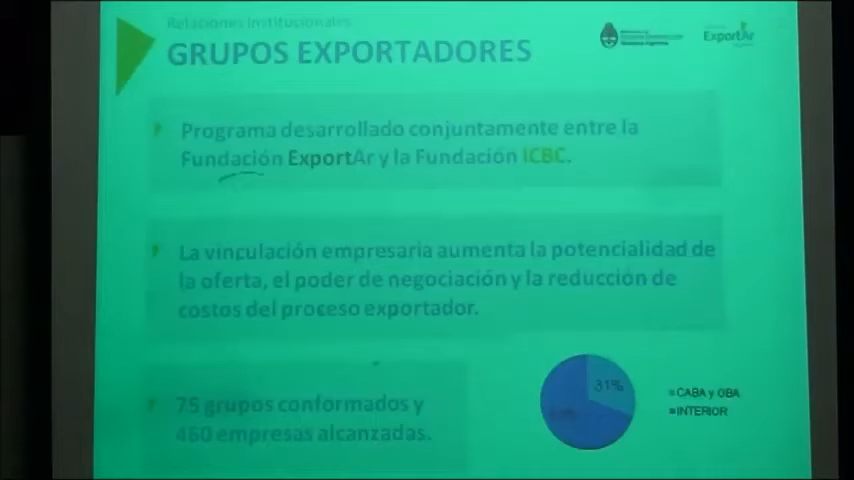 Relaciones Institucionales
GRUPOS EXPORTADORES
ExportAr
Programa desarrollado conjuntamente entre la
Fundación ExportAr y la Fundación ICBC.
La vinculación empresaria aumenta la potencialidad de
la oferta, el poder de negociación y la reducción de
costos del proceso exportador.
75 grupos conformados y
460 empresas alcanzadas.
31%
CABA y GBA
INTERIOR